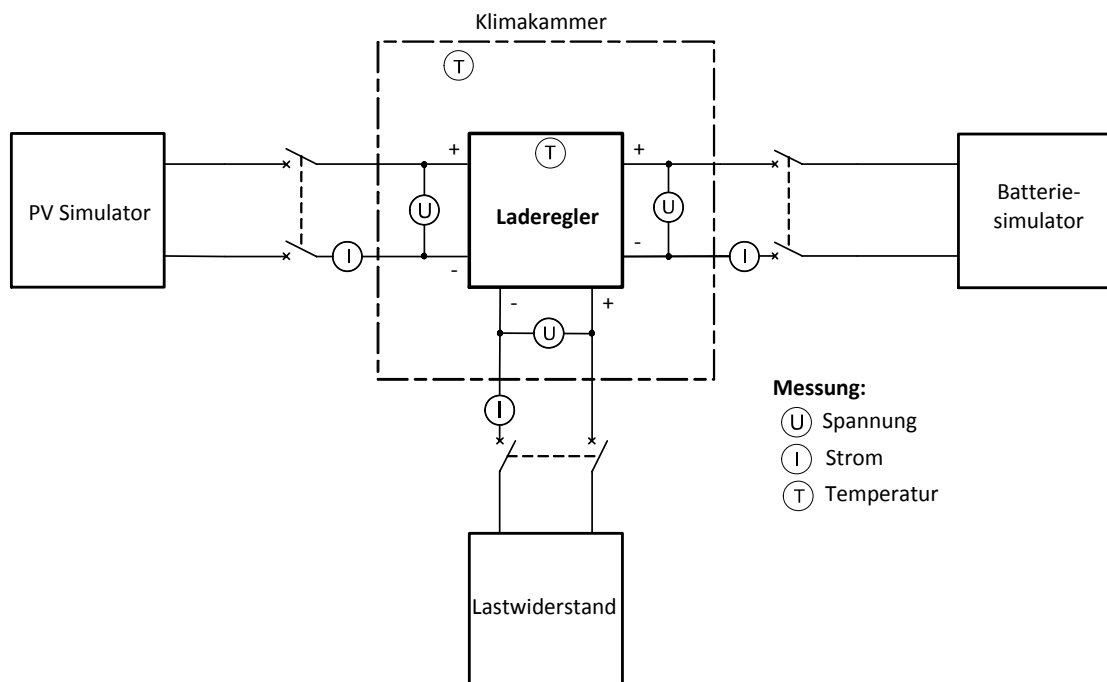 Klimakammer
T
PV Simulator
+
+
T
U
Laderegler
U
Batterie-
simulator
I
-
-
I
-
+
U
I
Messung:
U Spannung
I Strom
T Temperatur
Lastwiderstand